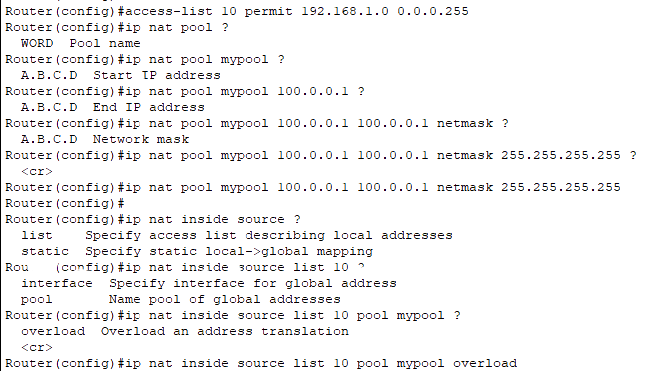 Router(config)#access-list 10 permit 192.168.1.0 0.0.0.255
Router(config)#ip nat pool ?
  WORD  Pool name
Router(config)#ip nat pool mypool ?
  A.B.C.D  Start IP address
Router(config)#ip nat pool mypool 100.0.0.1 ?
  A.B.C.D  End IP address
Router(config)#ip nat pool mypool 100.0.0.1 100.0.0.1 netmask ?
  A.B.C.D  Network mask
Router(config)#ip nat pool mypool 100.0.0.1 100.0.0.1 netmask 255.255.255.255 ?
  <cr>
Router(config)#ip nat pool mypool 100.0.0.1 100.0.0.1 netmask 255.255.255.255
Router(config)#
Router(config)#ip nat inside source ?
  list    Specify access list describing local addresses
  static  Specify static local->global mapping
Rou   (config)#ip nat inside source list 10 ?
  interface  Specify interface for global address
  pool       Name pool of global addresses
Router(config)#ip nat inside source list 10 pool mypool ?
  overload  Overload an address translation
  <cr>
Router(config)#ip nat inside source list 10 pool mypool overload